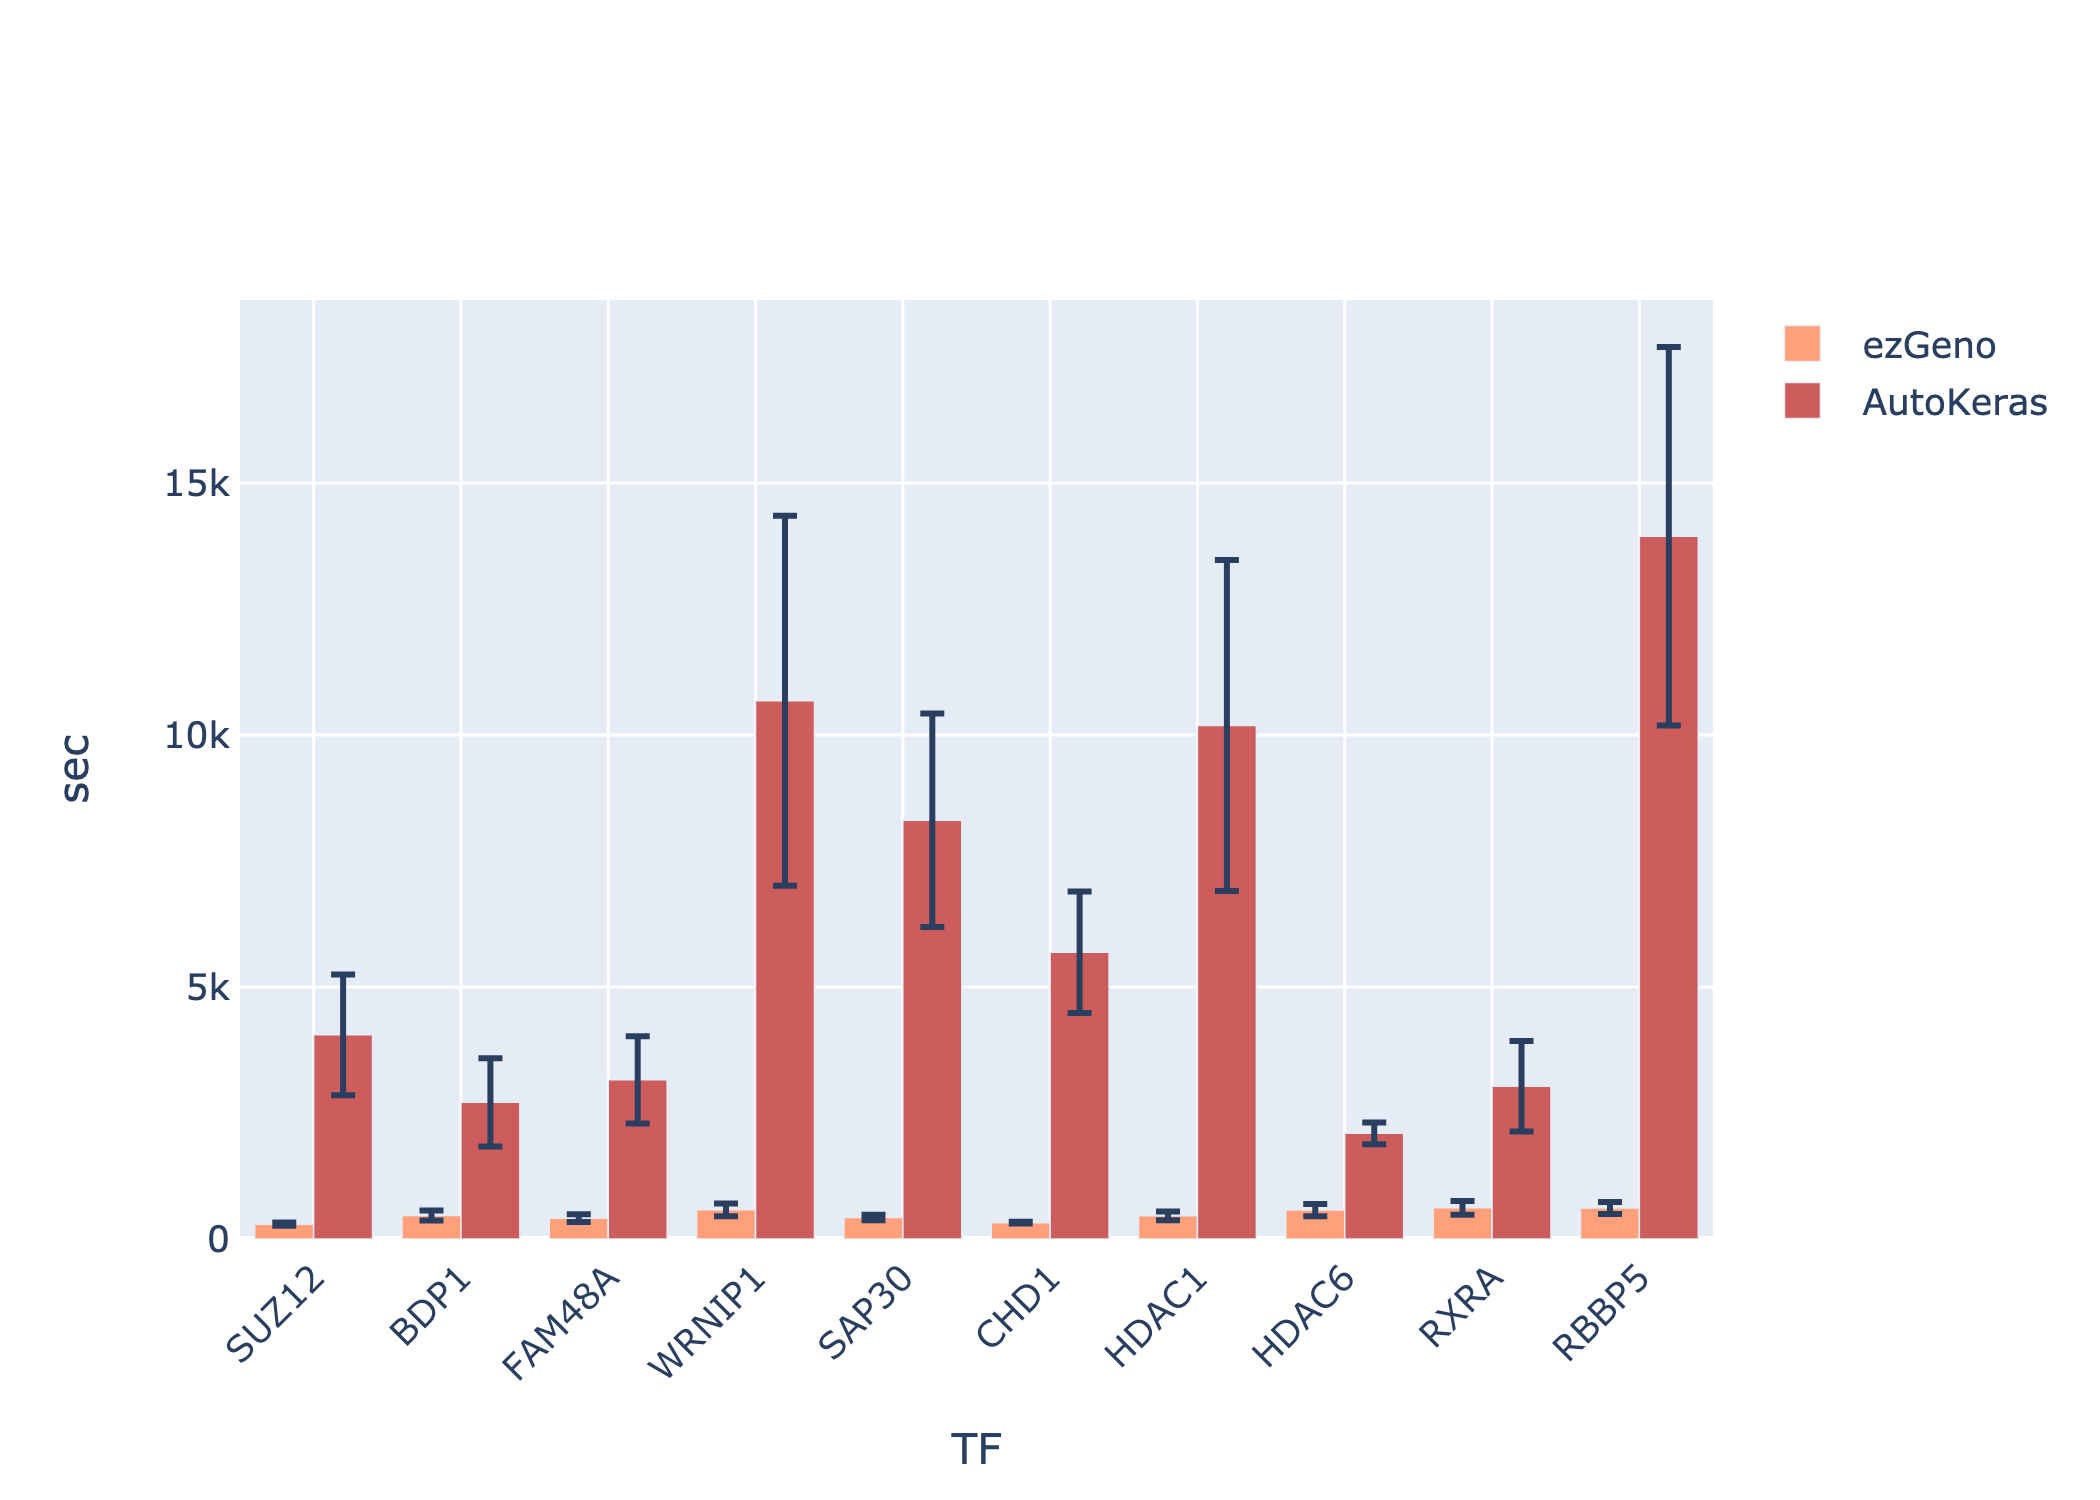 ezGeno
AutoKeras
15k
10k
5k
0
sec
SUZ12
BDP1
FAM48A
WRNIP1
SAP30
CHD1
HDAC1
HDAC6
RXRA
RBBP5
TF